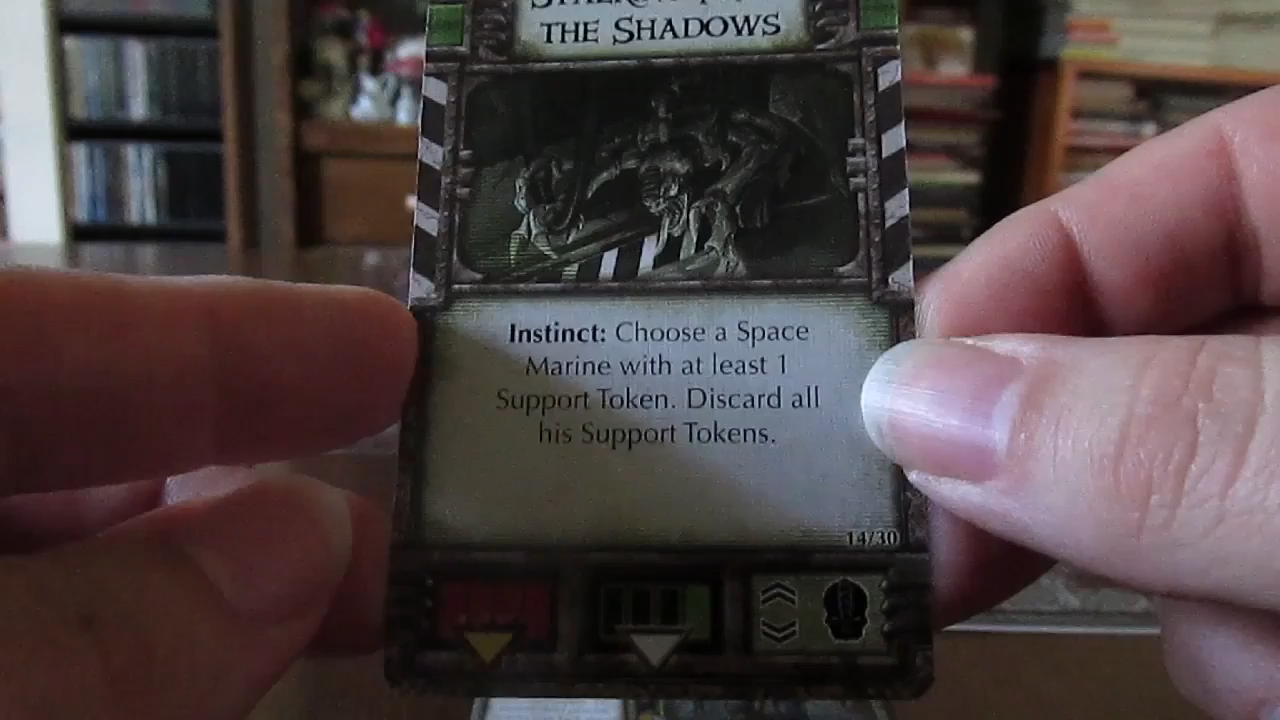 THE SHADOWS
Instinct: Choose a Space
Marine with at least 1
Support Token. Discard all
his Support Tokens.
14/30